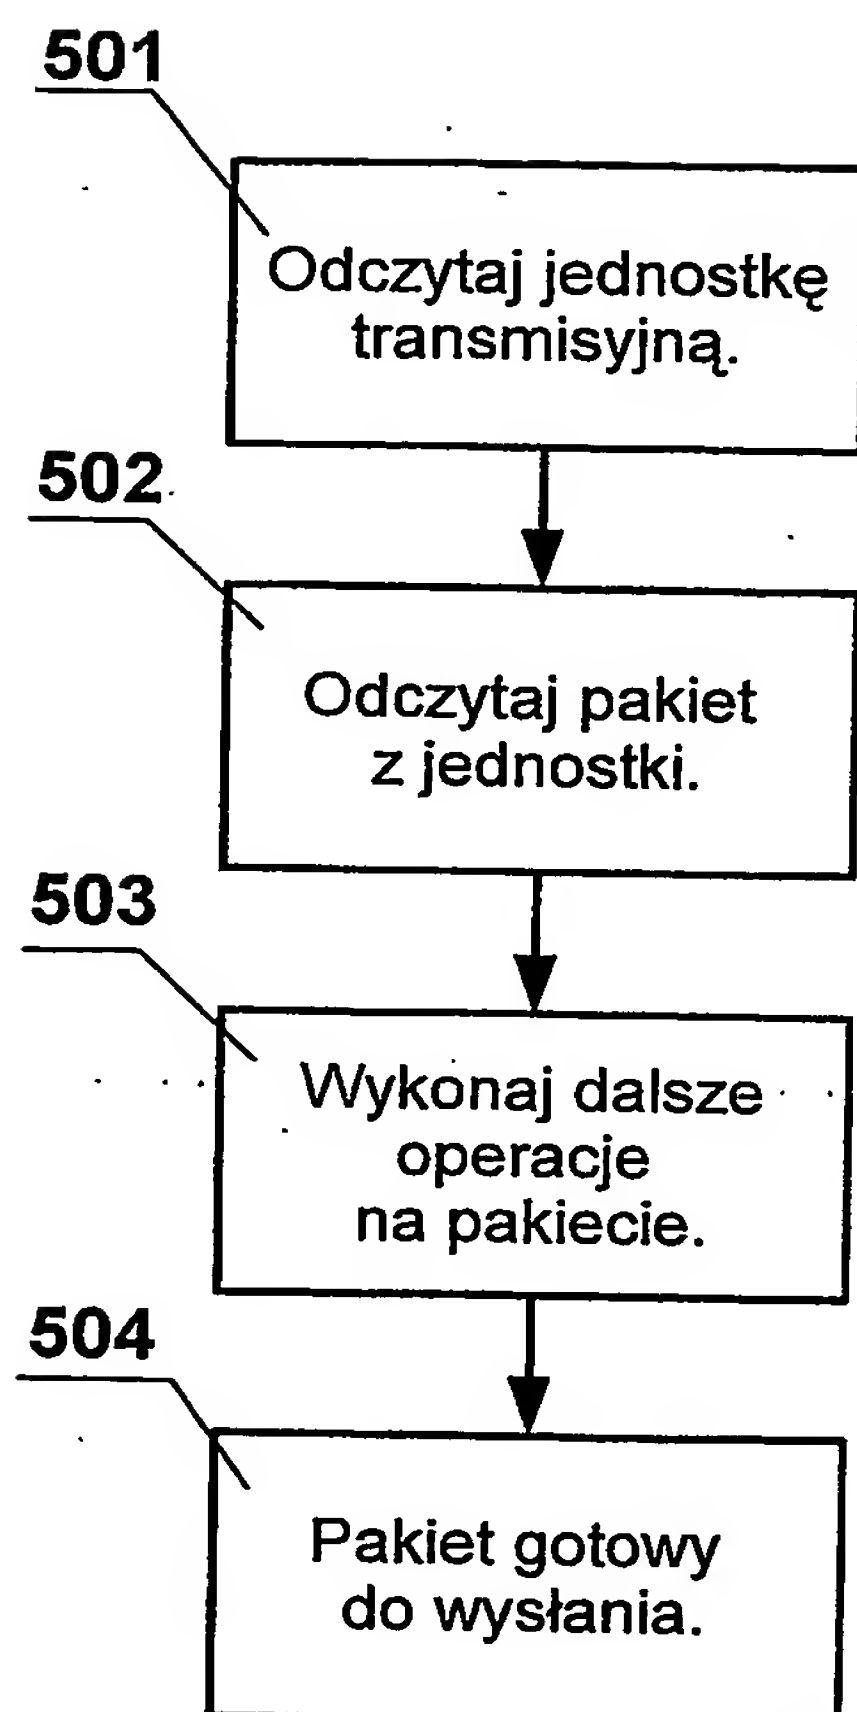 501
Odczytaj jednostkę
transmisyjną.
502
Odczytaj pakiet
z jednostki.
503
Wykonaj dalsze
operacje
na pakiecie.
504
Pakiet gotowy
do wysłania.